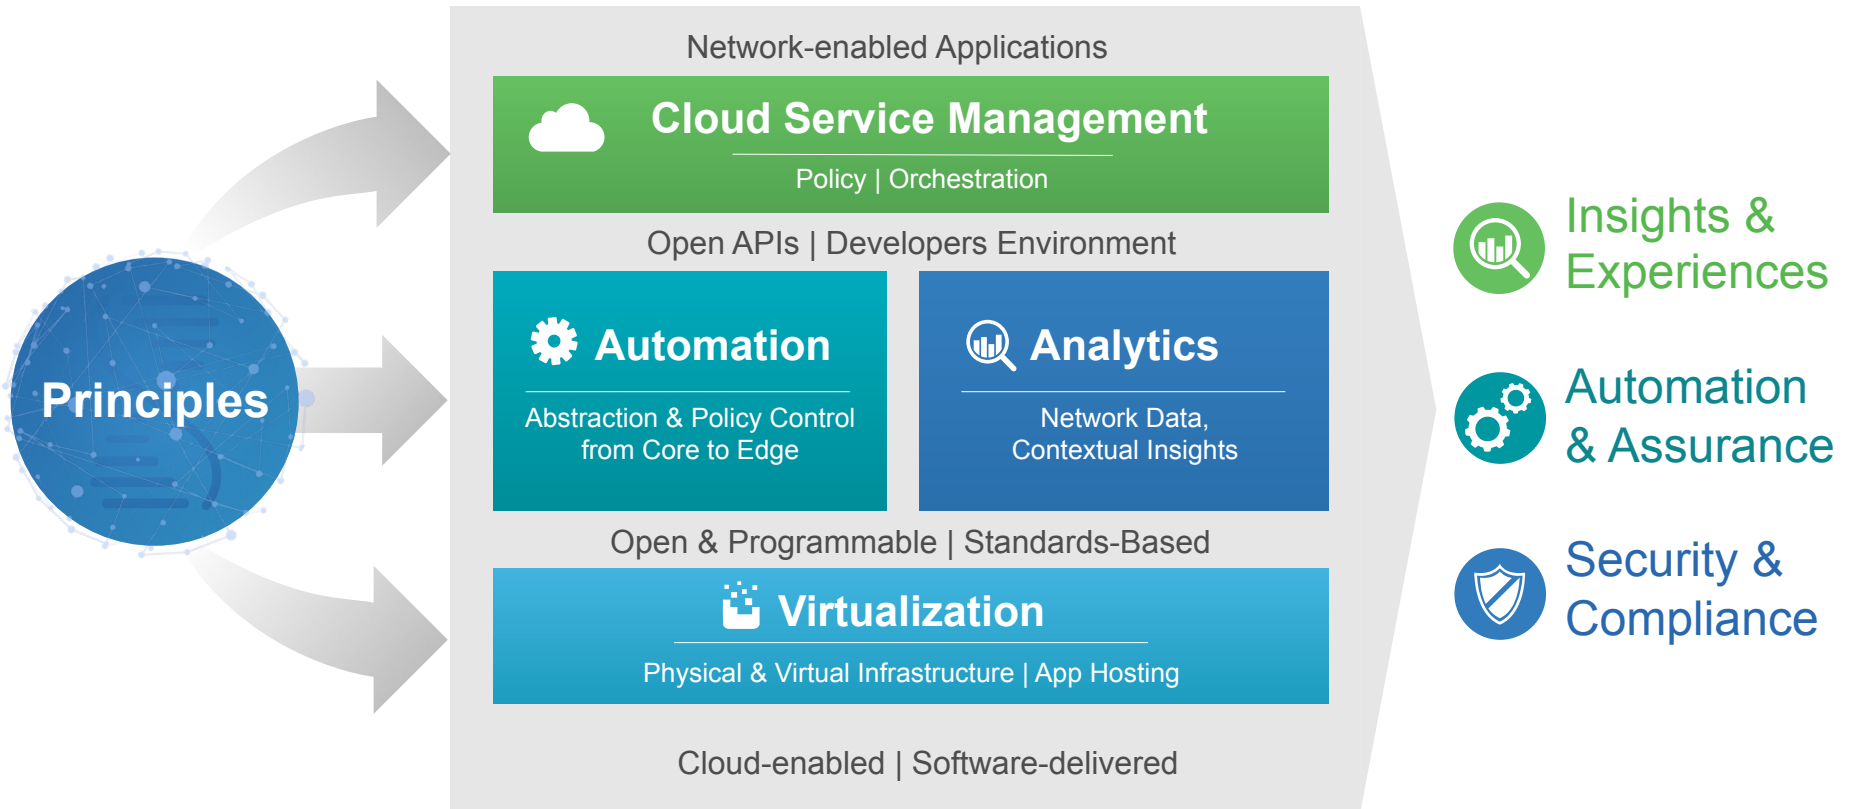 Network-enabled Applications
Cloud Service Management
Policy | Orchestration
Open APIs | Developers Environment
Principles
Automation
Abstraction & Policy Control
from Core to Edge
Analytics
Network Data,
Contextual Insights
Open & Programmable | Standards-Based
Virtualization
Physical & Virtual Infrastructure | App Hosting
Cloud-enabled | Software-delivered
Insights &
Experiences
Automation
& Assurance
Security &
Compliance